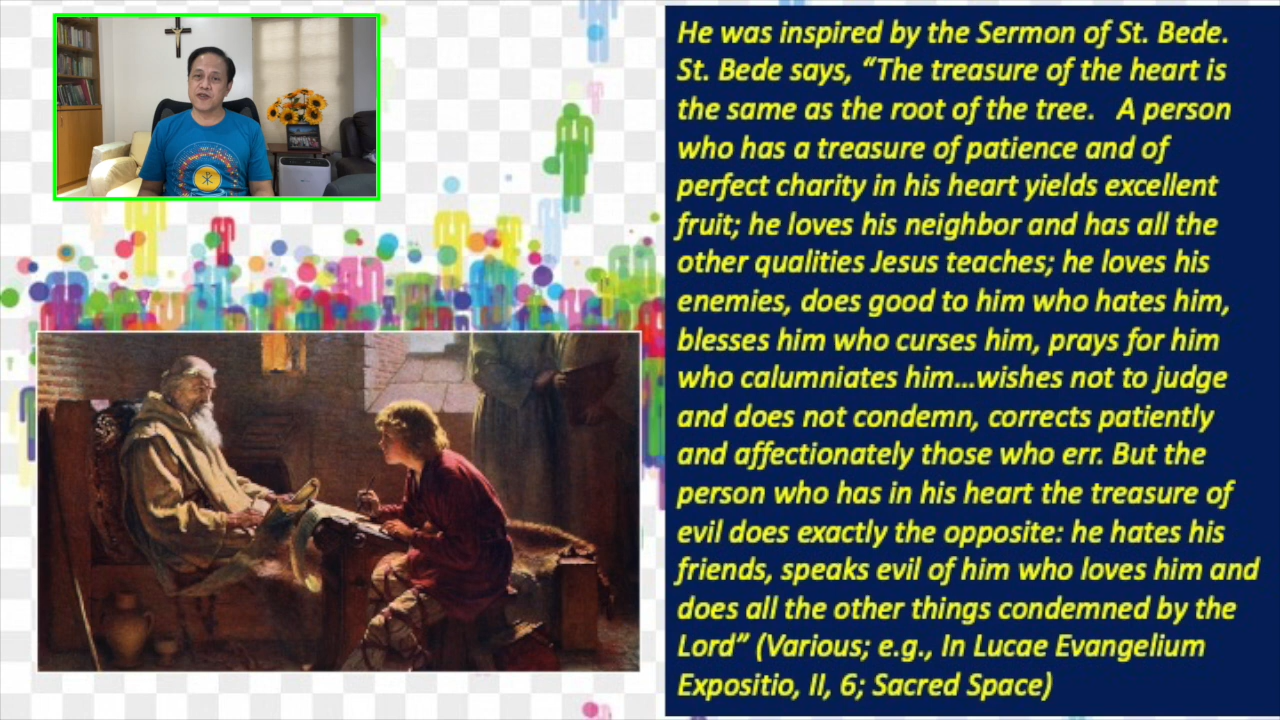 He was inspired by the Sermon of St. Bede.
St. Bede says, “The treasure of the heart is
the same as the root of the tree.   A person
who has a treasure of patience and of
perfect charity in his heart yields excellent
fruit; he loves his neighbor and has all the
other qualities Jesus teaches; he loves his
enemies, does good to him who hates him,
blesses him who curses him, prays for him
who calumniates him…wishes not to judge
and does not condemn, corrects patiently
and affectionately those who err. But the
person who has in his heart the treasure of
evil does exactly the opposite: he hates his
friends, speaks evil of him who loves him and
does all the other things condemned by the
Lord” (Various; e.g., In Lucae Evangelium
Expositio, II, 6; Sacred Space)